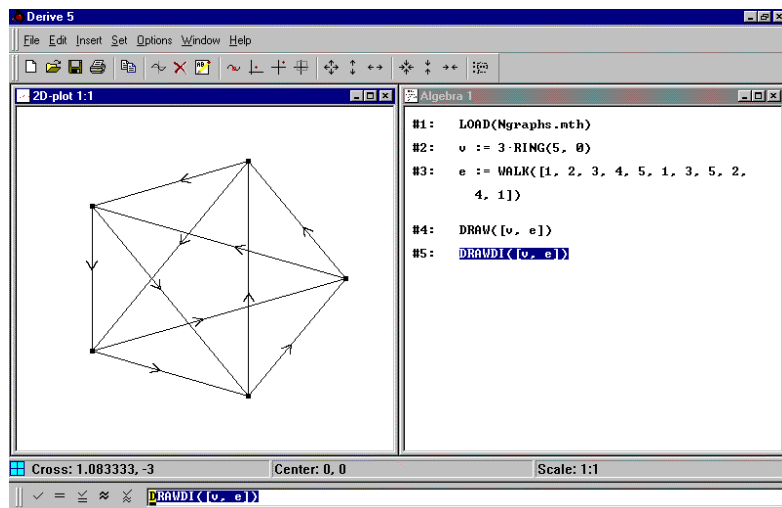 Derive 5
File Edit Insert Set Options Window Help
2D-plot 1:1
Algebra 1
#1: LOAD(Ngraphs.mth)
#2: v := 3·RING(5, 0)
#3: e := WALK([1, 2, 3, 4, 5, 1, 3, 5, 2,
4, 1])
#4: DRAW([v, e])
#5: DRAWDI([v, e])
Cross: 1.083333, -3
Center: 0, 0
Scale: 1:1
DRAWDI([v, e])